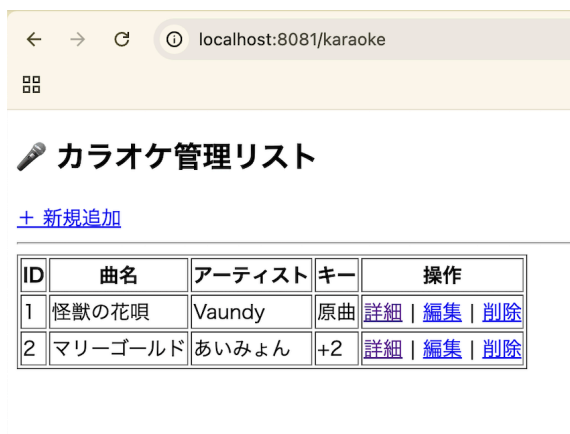 localhost:8081/karaoke
🎤 カラオケ管理リスト
＋ 新規追加
ID 曲名 アーティスト キー 操作
1 怪獣の花唄 Vaundy 原曲 詳細 | 編集 | 削除
2 マリーゴールド あいみょん +2 詳細 | 編集 | 削除